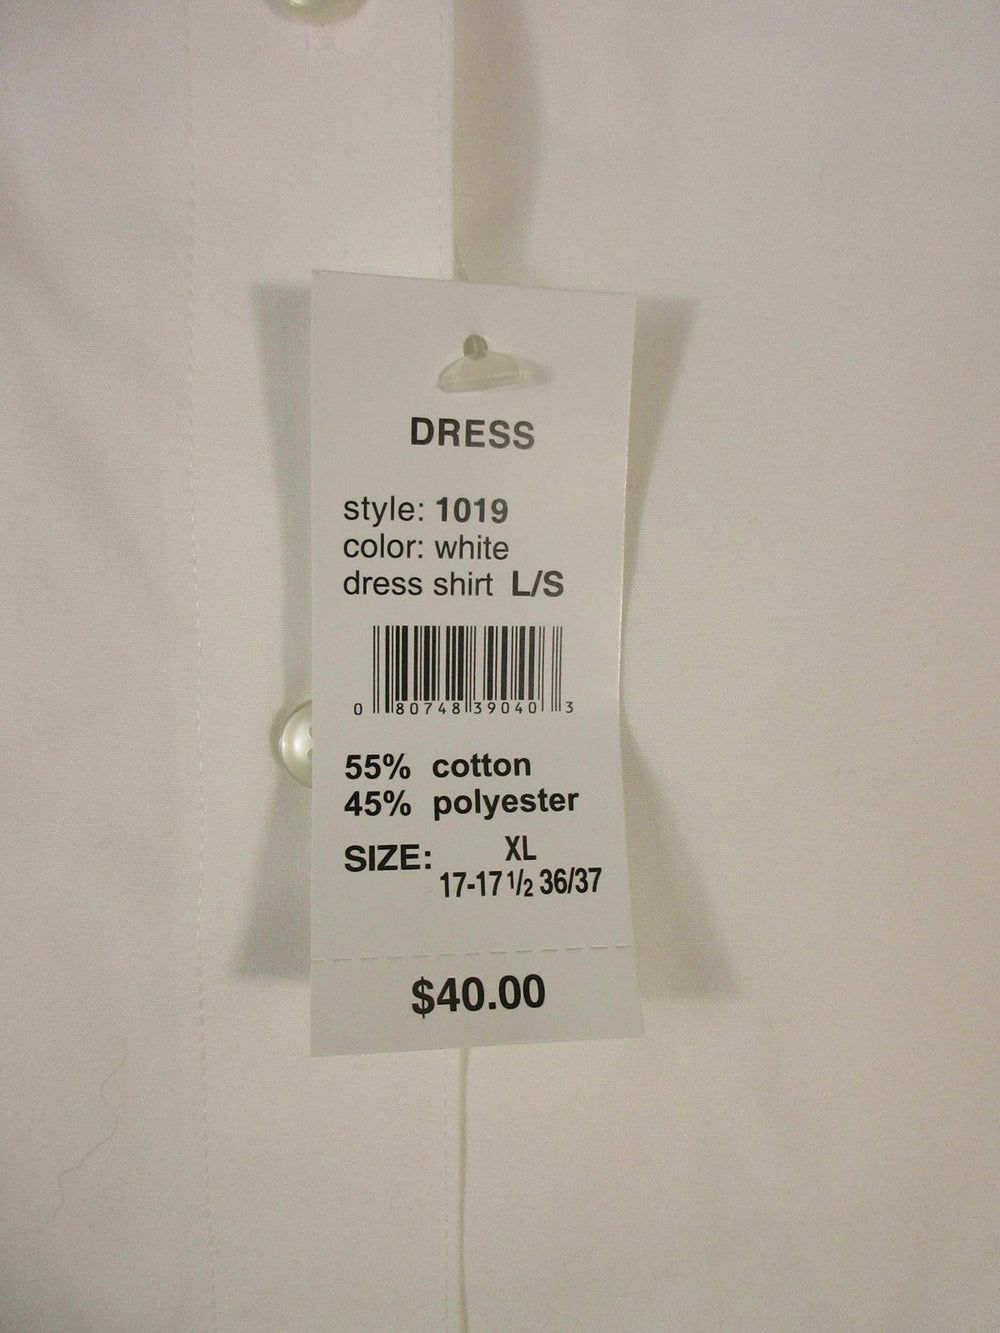 DRESS
style: 1019
color: white
dress shirt L/S
0 80748 39040 3
55% cotton
45% polyester
SIZE: XL
17-17 1/2 36/37
$40.00